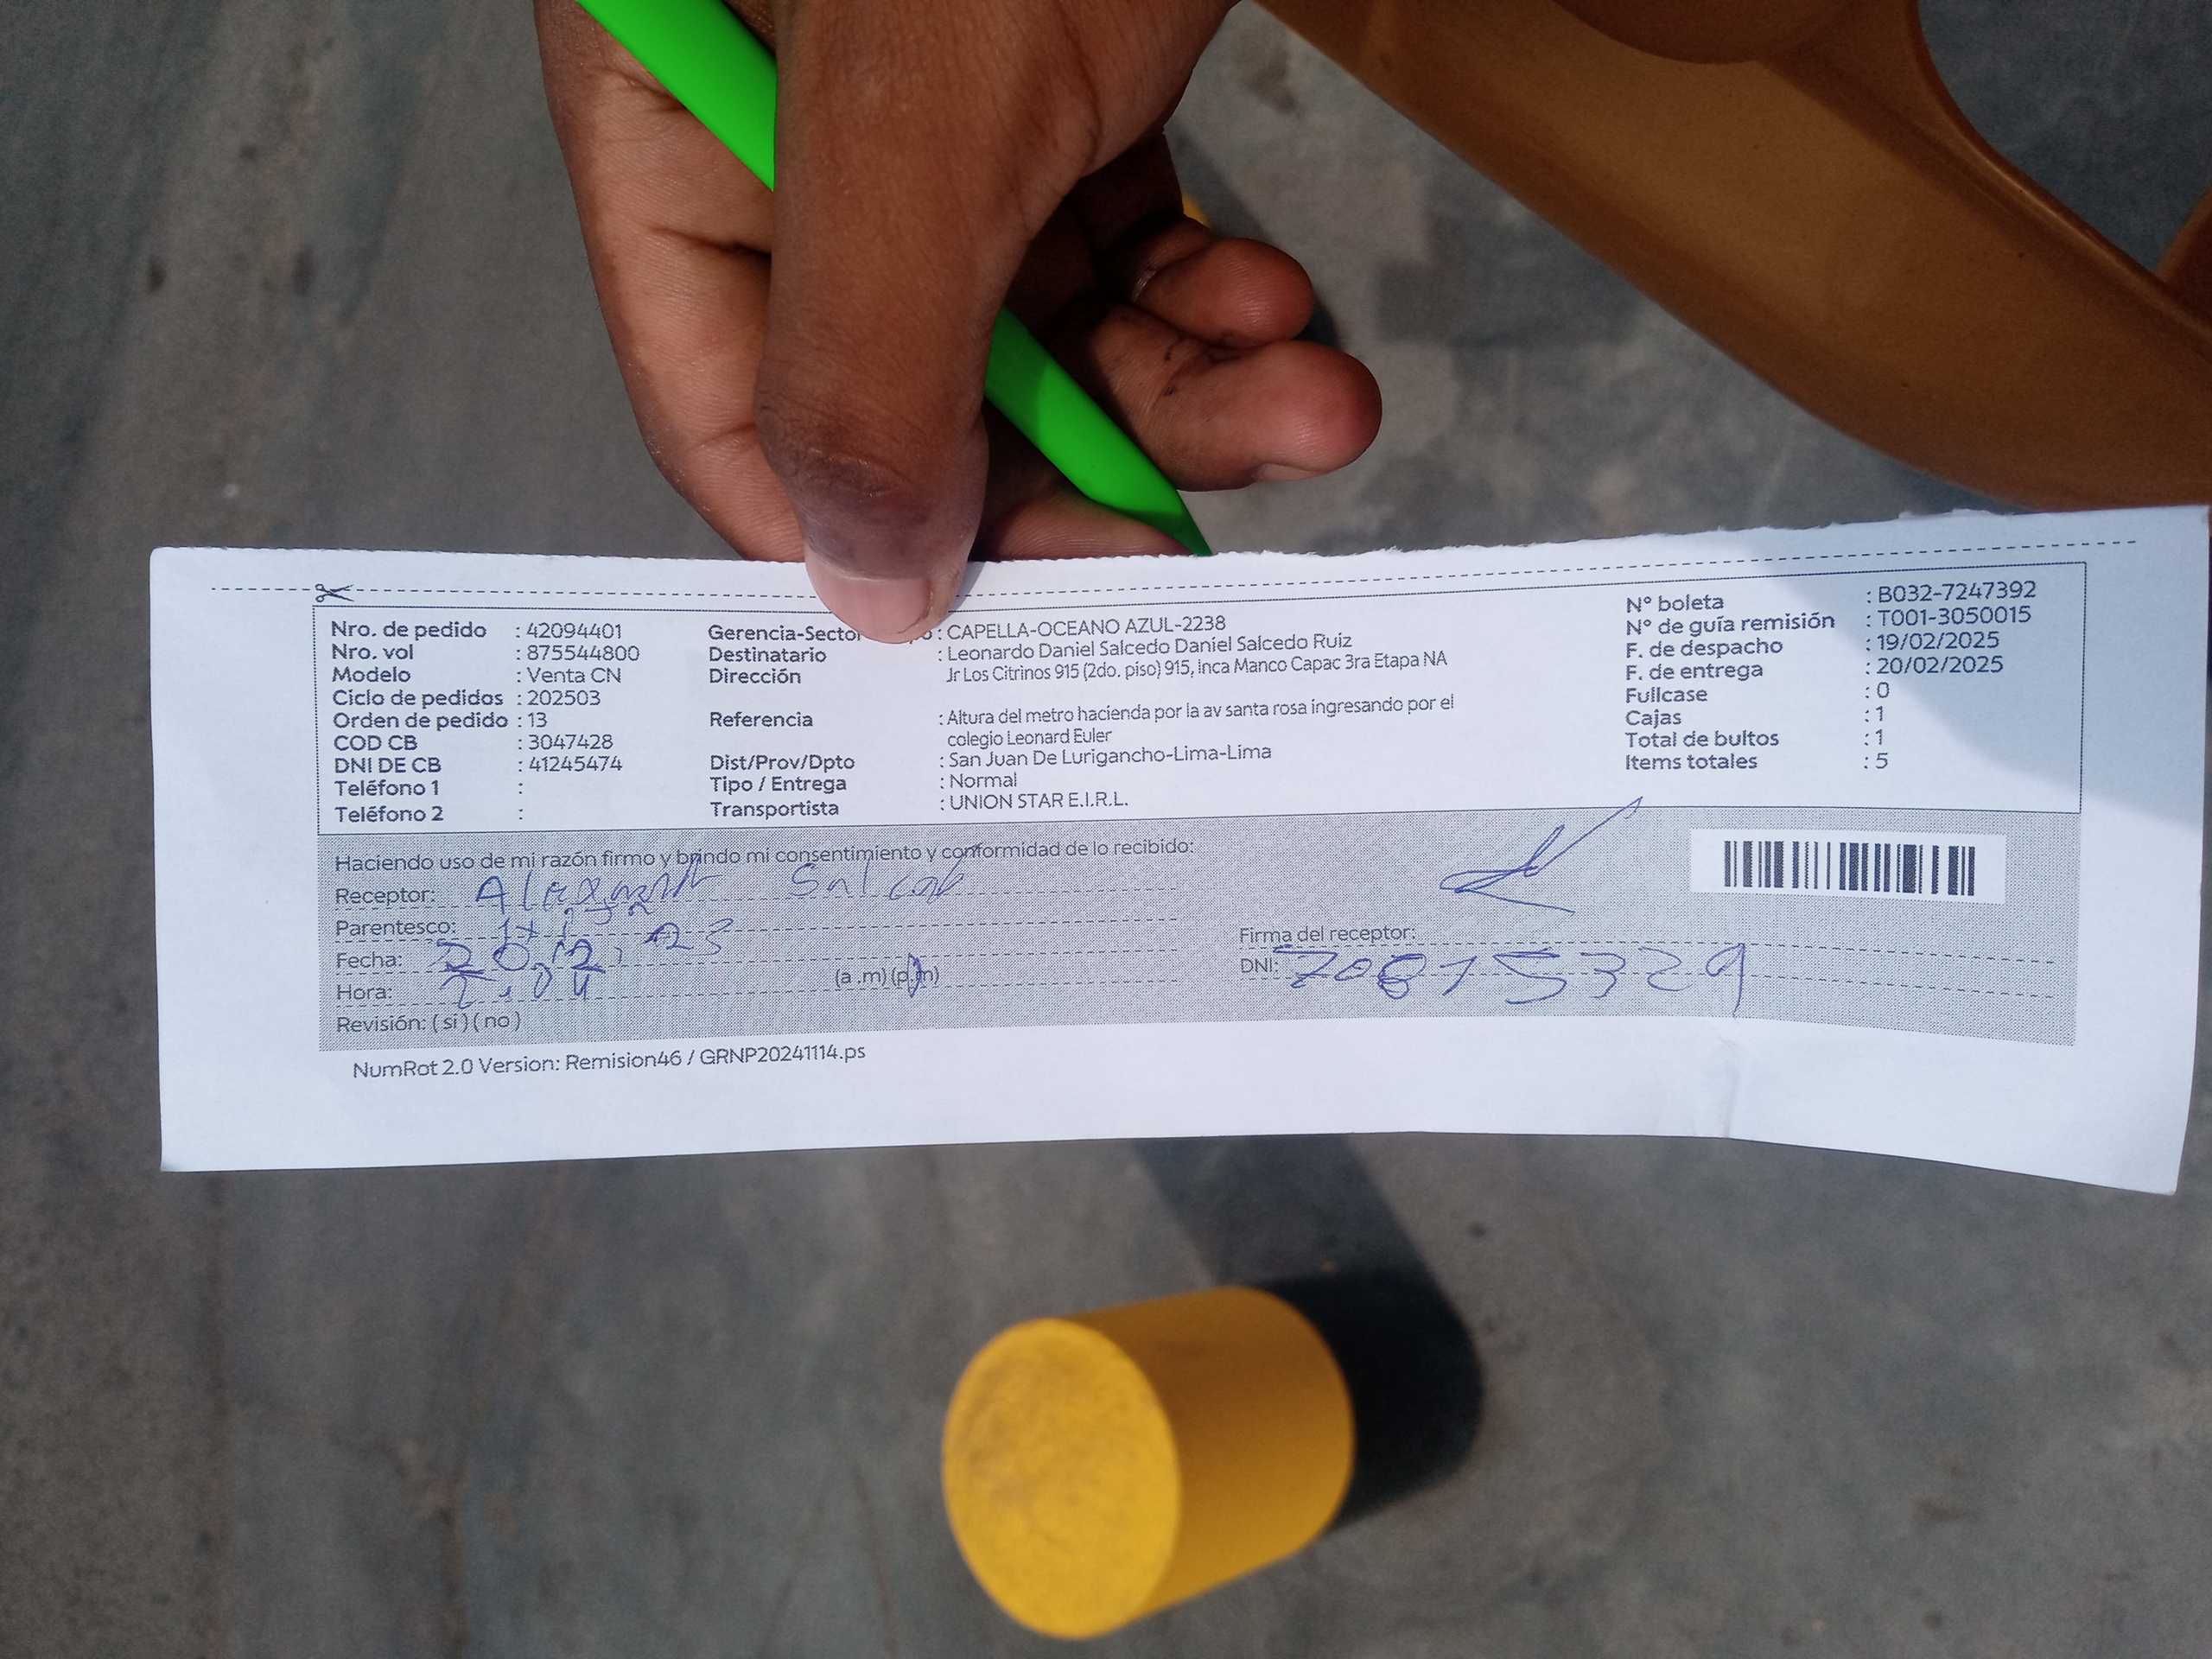 Nro. de pedido : 42094401
Nro. vol : 875544800
Modelo : Venta CN
Ciclo de pedidos : 202503
Orden de pedido : 13
COD CB : 3047428
DNI DE CB : 41245474
Teléfono 1 :
Teléfono 2 :
Gerencia-Sector : CAPELLA-OCEANO AZUL-2238
Destinatario : Leonardo Daniel Salcedo Daniel Salcedo Ruiz
Dirección Jr Los Citrinos 915 (2do. piso) 915, Inca Manco Capac 3ra Etapa NA
Referencia : Altura del metro hacienda por la av santa rosa ingresando por el
colegio Leonard Euler
Dist/Prov/Dpto : San Juan De Lurigancho-Lima-Lima
Tipo / Entrega : Normal
Transportista : UNION STAR E.I.R.L.
N° boleta : B032-7247392
N° de guía remisión : T001-3050015
F. de despacho : 19/02/2025
F. de entrega : 20/02/2025
Fullcase : 0
Cajas : 1
Total de bultos : 1
Items totales : 5
Haciendo uso de mi razón firmo y brindo mi consentimiento y conformidad de lo recibido:
Receptor:
Parentesco:
Fecha:
Hora: (a .m) (p.m)
Revisión: ( si ) ( no )
Firma del receptor:
DNI: 70875329
NumRot 2.0 Version: Remision46 / GRNP20241114.ps